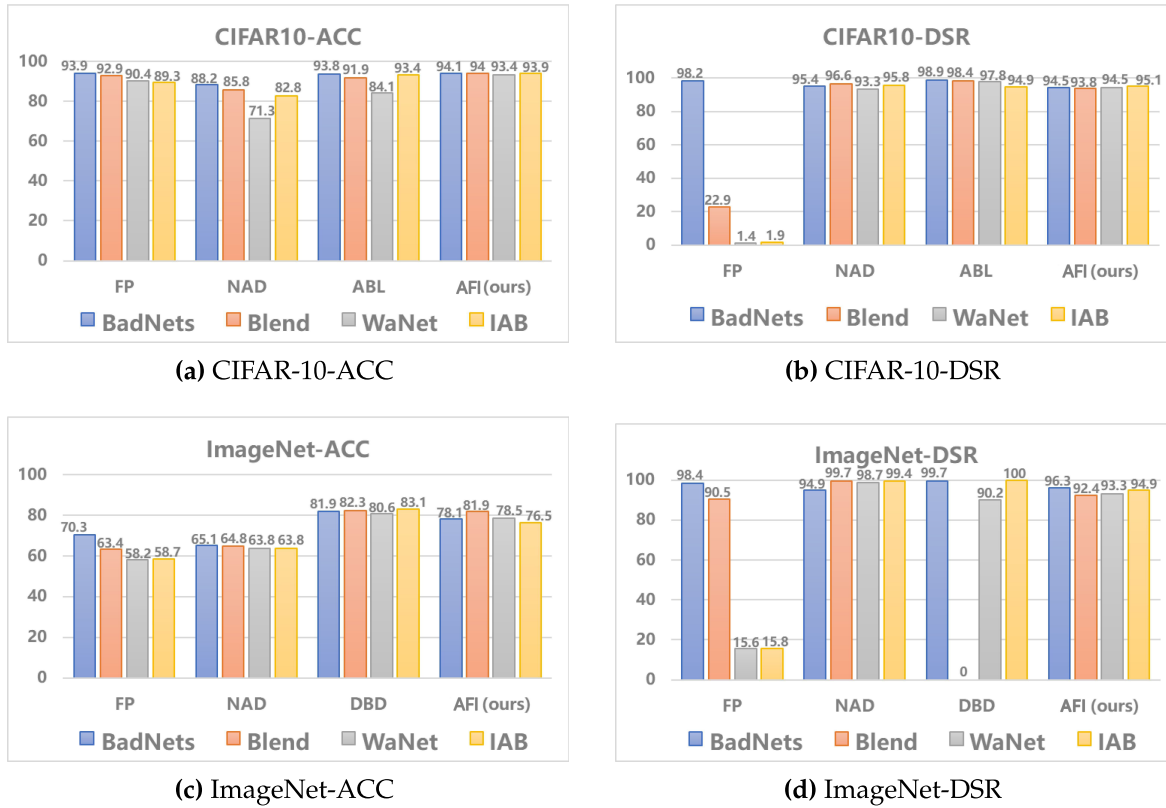 CIFAR10-ACC
100
80
60
40
20
0
93.9 92.9 90.4 89.3
88.2 85.8 71.3 82.8
93.8 91.9 84.1 93.4
94.1 94 93.4 93.9
FP NAD ABL AFI (ours)
BadNets Blend WaNet IAB
(a) CIFAR-10-ACC
CIFAR10-DSR
100
80
60
40
20
0
98.2 22.9 1.4 1.9
95.4 96.6 93.3 95.8
98.9 98.4 97.8 94.9
94.5 93.8 94.5 95.1
FP NAD ABL AFI (ours)
BadNets Blend WaNet IAB
(b) CIFAR-10-DSR
ImageNet-ACC
100
80
60
40
20
0
70.3 63.4 58.2 58.7
65.1 64.8 63.8 63.8
81.9 82.3 80.6 83.1
78.1 81.9 78.5 76.5
FP NAD DBD AFI (ours)
BadNets Blend WaNet IAB
(c) ImageNet-ACC
ImageNet-DSR
100
80
60
40
20
0
98.4 90.5 15.6 15.8
94.9 99.7 98.7 99.4
99.7 0 90.2 100
96.3 92.4 93.3 94.9
FP NAD DBD AFI (ours)
BadNets Blend WaNet IAB
(d) ImageNet-DSR